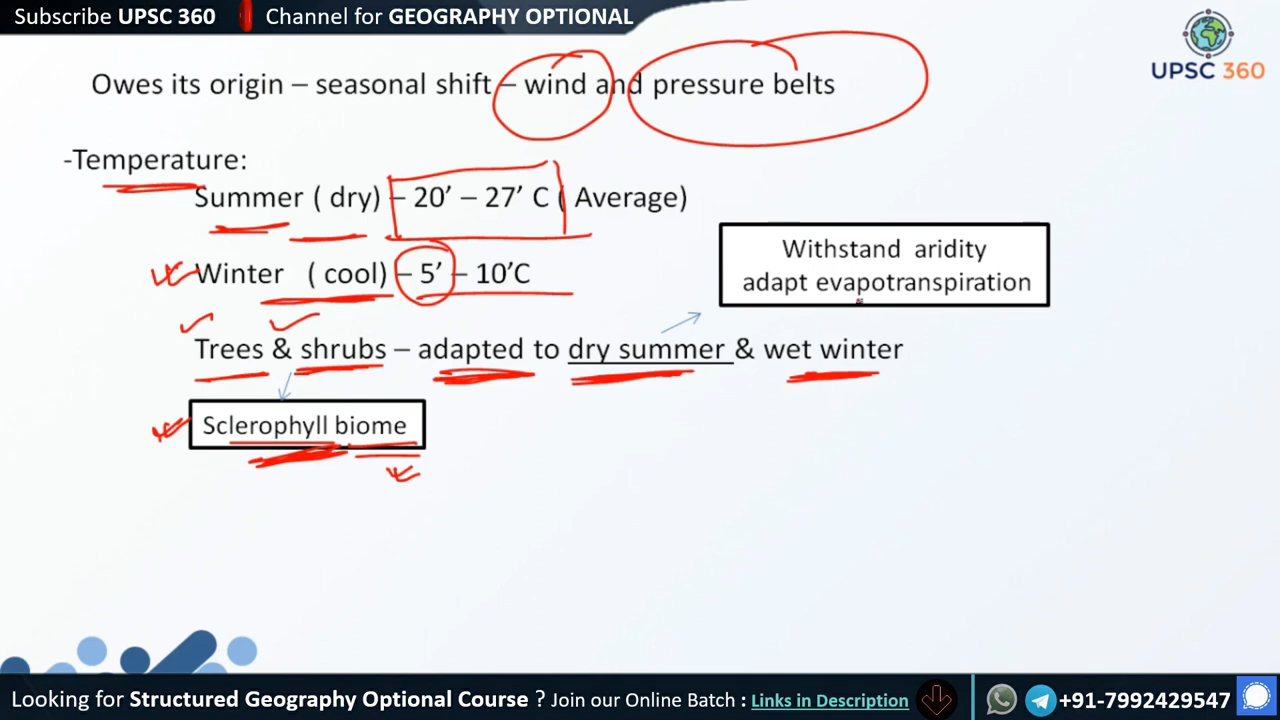 Subscribe UPSC 360 Channel for GEOGRAPHY OPTIONAL
UPSC 360
Owes its origin – seasonal shift – wind and pressure belts
-Temperature:
Summer ( dry) – 20’ – 27’ C ( Average)
Winter ( cool) – 5’ – 10’C
Withstand aridity
adapt evapotranspiration
Trees & shrubs – adapted to dry summer & wet winter
Sclerophyll biome
Looking for Structured Geography Optional Course ? Join our Online Batch : Links in Description
+91-7992429547